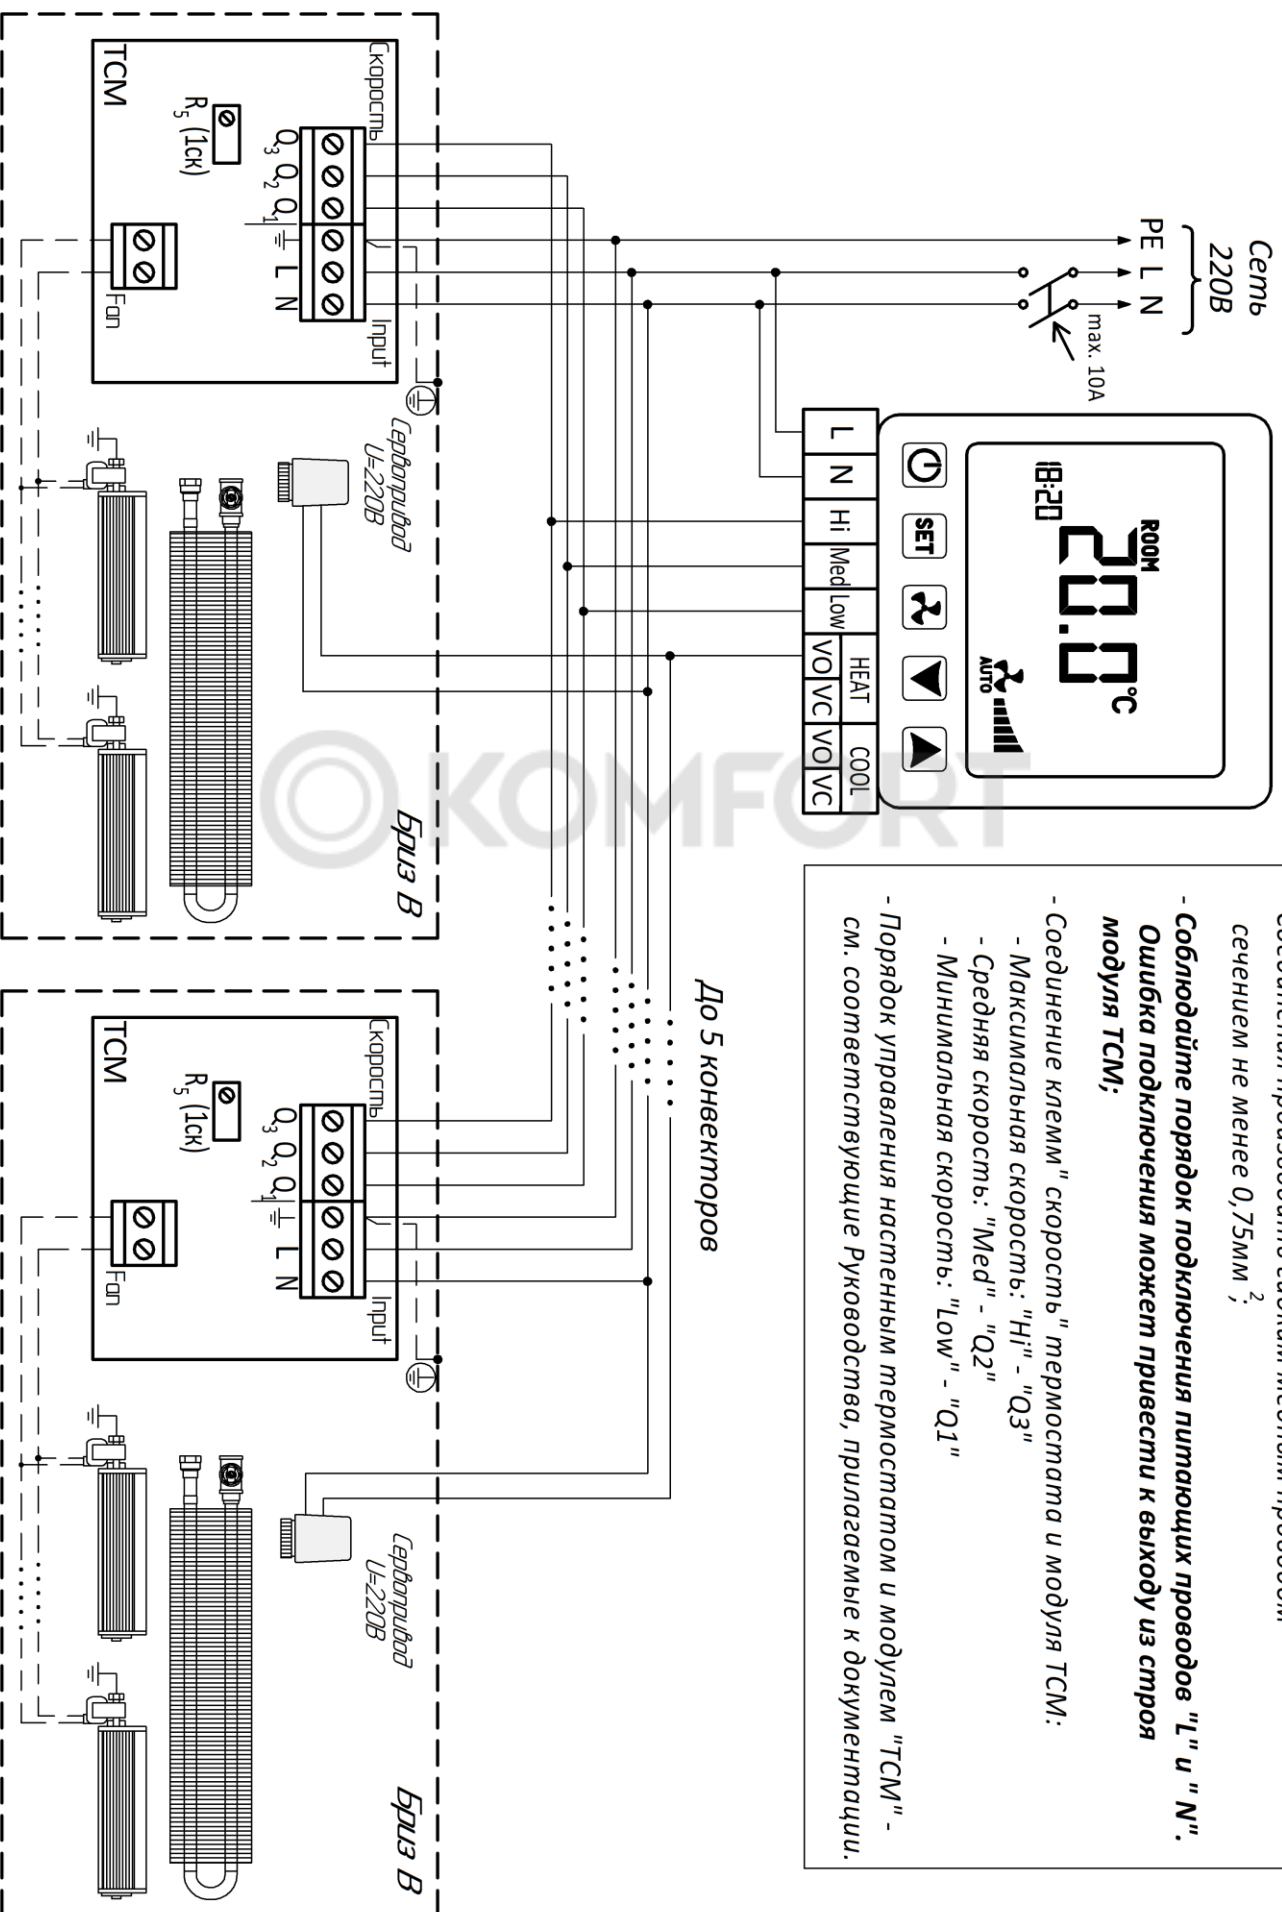 Сеть
220В
PE L N
max. 10A
ROOM
20.0 °C
18:20
AUTO
SET
L N Hi Med Low
HEAT COOL
VO VC VO VC
сечением не менее 0,75мм²;
- Соблюдайте порядок подключения питающих проводов "L" и " N".
Ошибка подключения может привести к выходу из строя
модуля TCM;
- Соединение клемм" скорость" термостата и модуля TCM:
- Максимальная скорость: "Hi" - "Q3"
- Средняя скорость: "Med" - "Q2"
- Минимальная скорость: "Low" - "Q1"
- Порядок управления настенным термостатом и модулем "TCM" -
см. соответствующие Руководства, прилагаемые к документации.
До 5 конвекторов
OKOMFORT
Скорость
Input
Q3 Q2 Q1 L N
R5 (1ск)
Fan
TCM
Сервопривод
U=220В
Бриз В
Скорость
Input
Q3 Q2 Q1 L N
R5 (1ск)
Fan
TCM
Сервопривод
U=220В
Бриз В